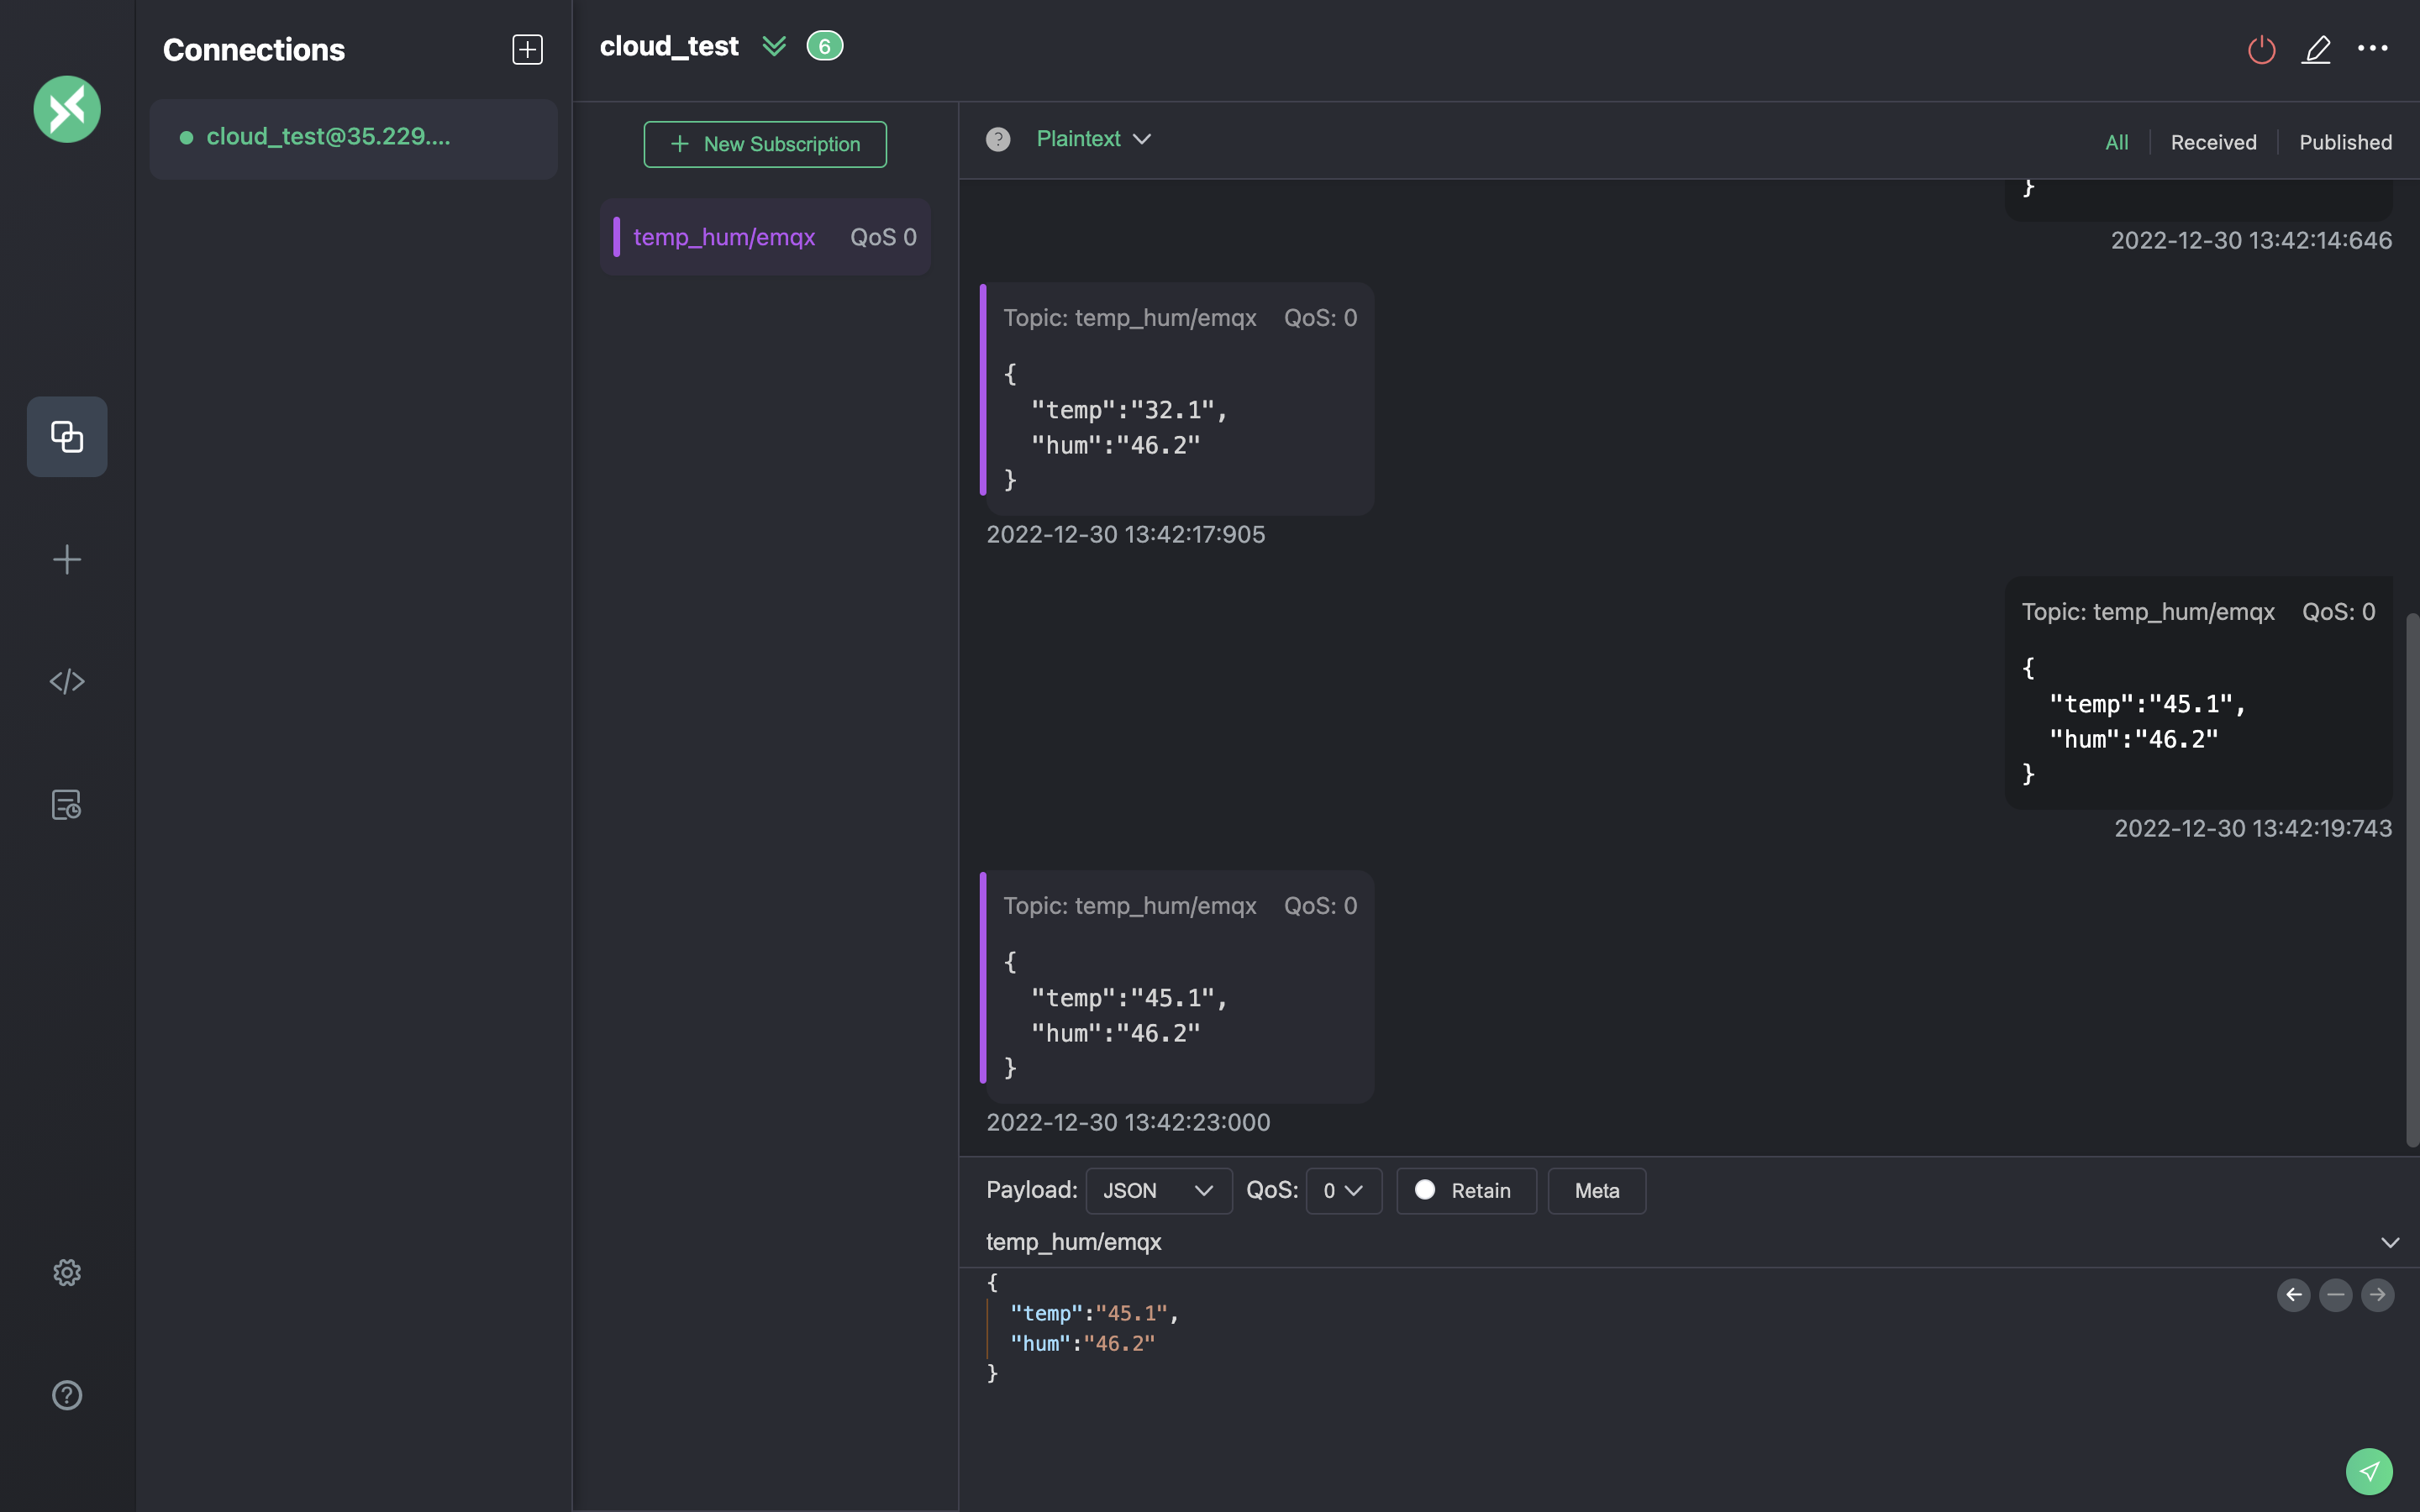 Connections
cloud_test@35.229....
cloud_test 6
New Subscription
temp_hum/emqx QoS 0
Plaintext
All Received Published
}
2022-12-30 13:42:14:646
Topic: temp_hum/emqx QoS: 0
{
"temp":"32.1",
"hum":"46.2"
}
2022-12-30 13:42:17:905
Topic: temp_hum/emqx QoS: 0
{
"temp":"45.1",
"hum":"46.2"
}
2022-12-30 13:42:19:743
Topic: temp_hum/emqx QoS: 0
{
"temp":"45.1",
"hum":"46.2"
}
2022-12-30 13:42:23:000
Payload: JSON QoS: 0 Retain Meta
temp_hum/emqx
{
"temp":"45.1",
"hum":"46.2"
}